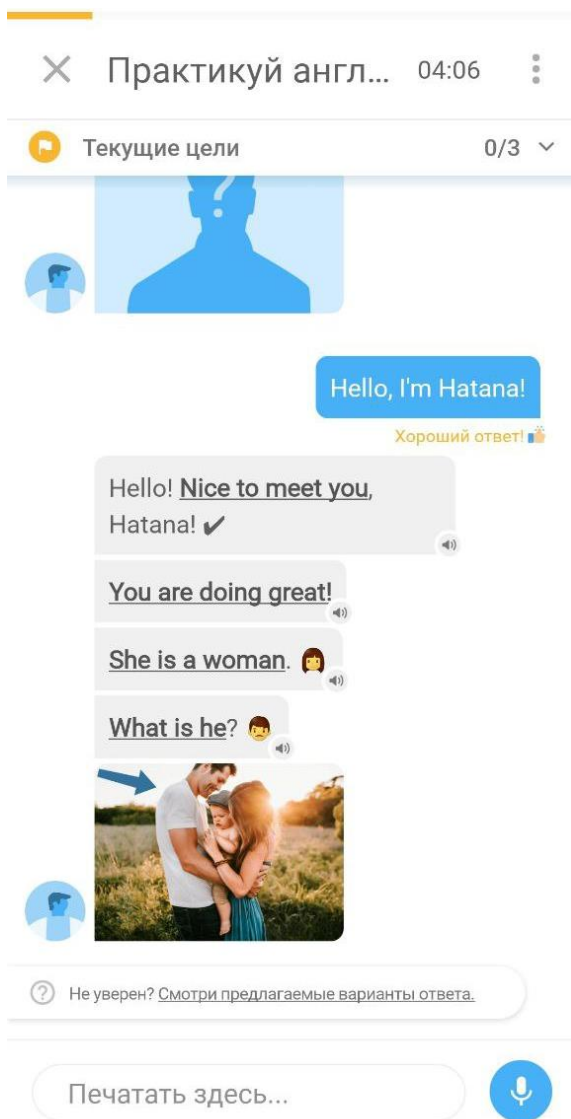 Практикуй англ... 04:06
Текущие цели 0/3
?
Hello, I'm Hatana!
Хороший ответ!
Hello! Nice to meet you,
Hatana! ✔
You are doing great!
She is a woman.
What is he?
Не уверен? Смотри предлагаемые варианты ответа.
Печатать здесь...